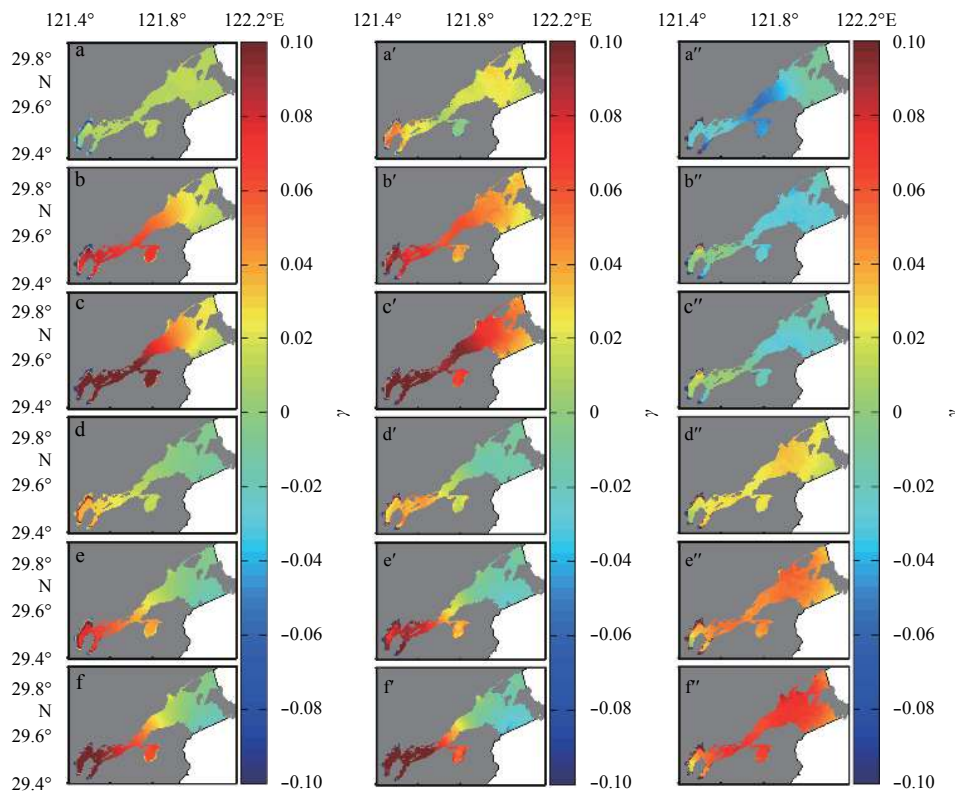 121.4° 121.8° 122.2°E 121.4° 121.8° 122.2°E 121.4° 121.8° 122.2°E
29.8° N 29.6° 29.4° a a′ a″
29.8° N 29.6° 29.4° b b′ b″
29.8° N 29.6° 29.4° c c′ c″
29.8° N 29.6° 29.4° d d′ d″
29.8° N 29.6° 29.4° e e′ e″
29.8° N 29.6° 29.4° f f′ f″
0.10 0.10 0.10
0.08 0.08 0.08
0.06 0.06 0.06
0.04 0.04 0.04
0.02 0.02 0.02
0 γ 0 γ 0 γ
−0.02 −0.02 −0.02
−0.04 −0.04 −0.04
−0.06 −0.06 −0.06
−0.08 −0.08 −0.08
−0.10 −0.10 −0.10